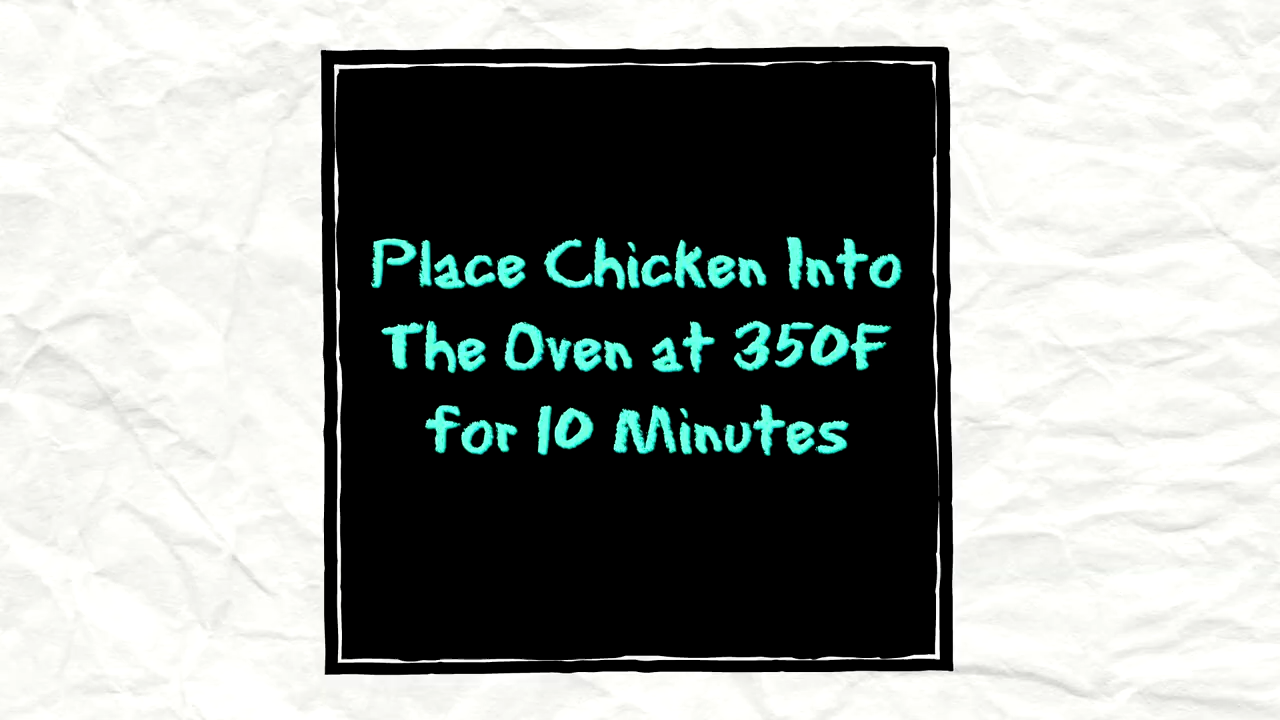 Place Chicken Into
The Oven at 350F
for 10 Minutes